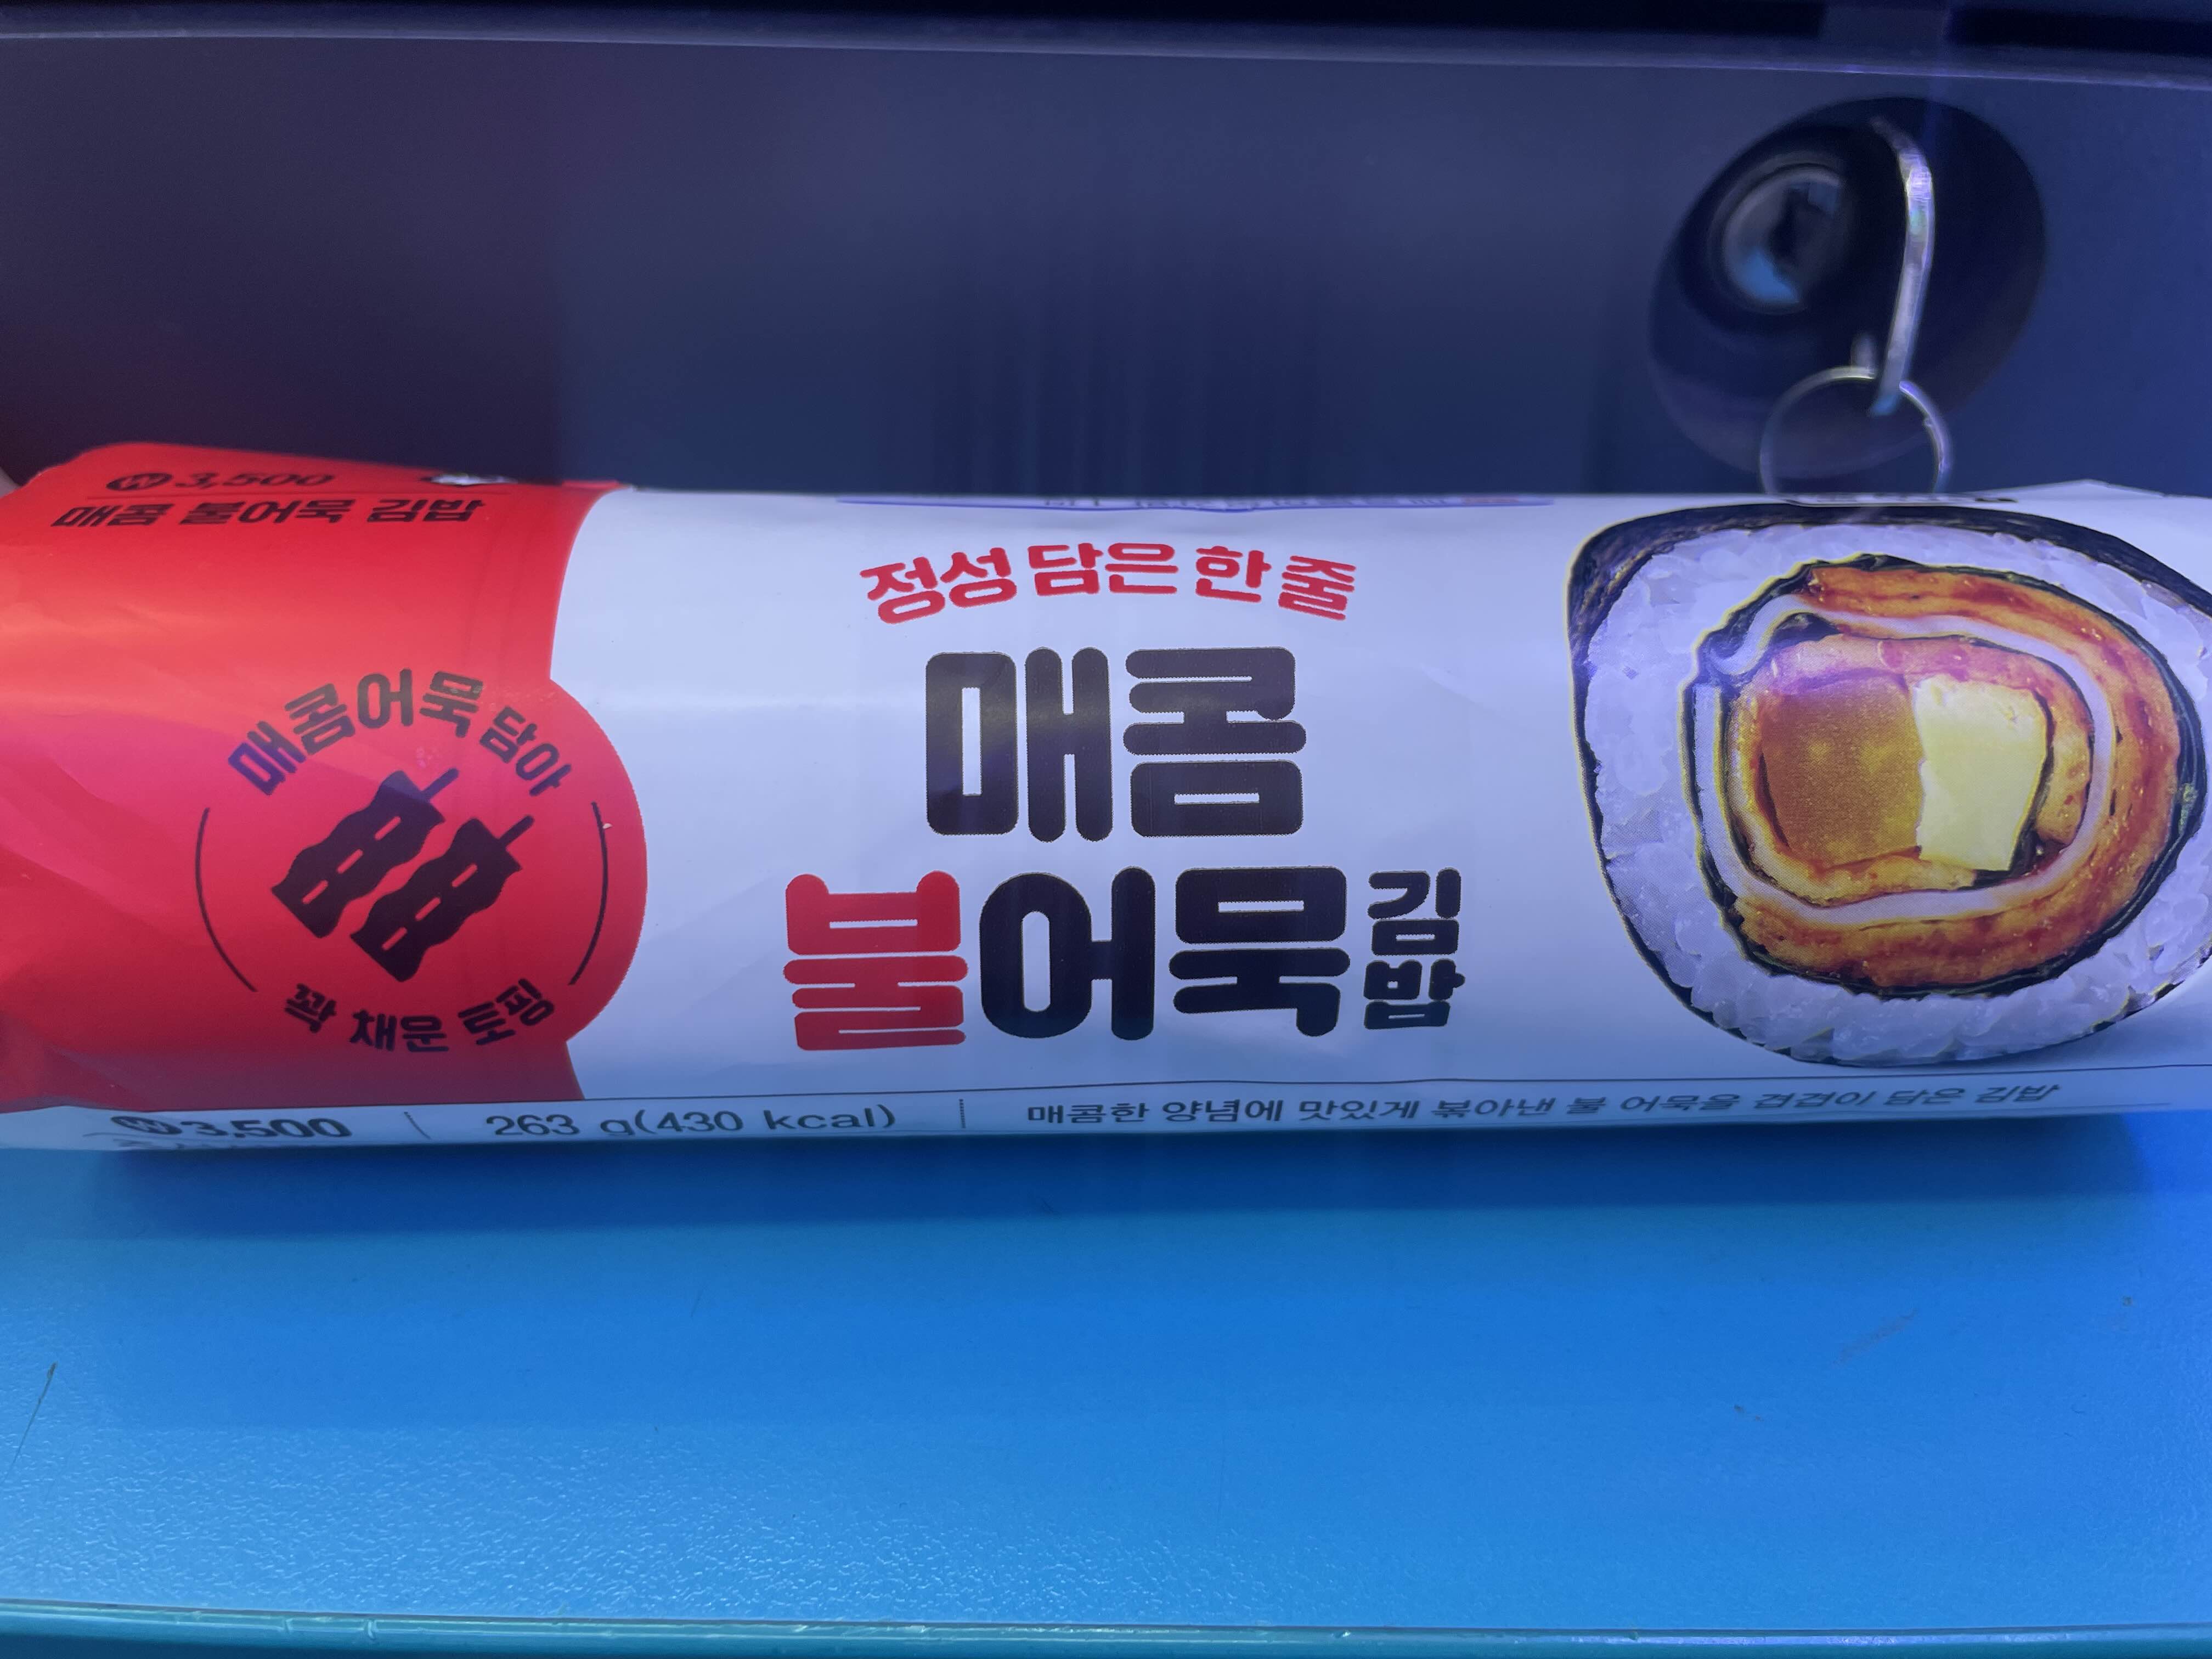 ₩3,500
매콤 불어묵 김밥
매콤어묵 담아
꽉 채운 토핑
정성 담은 한 줄
매콤
불어묵 김밥
₩3,500 | 263 g(430 kcal) | 매콤한 양념에 맛있게 볶아낸 불 어묵을 겹겹이 담은 김밥